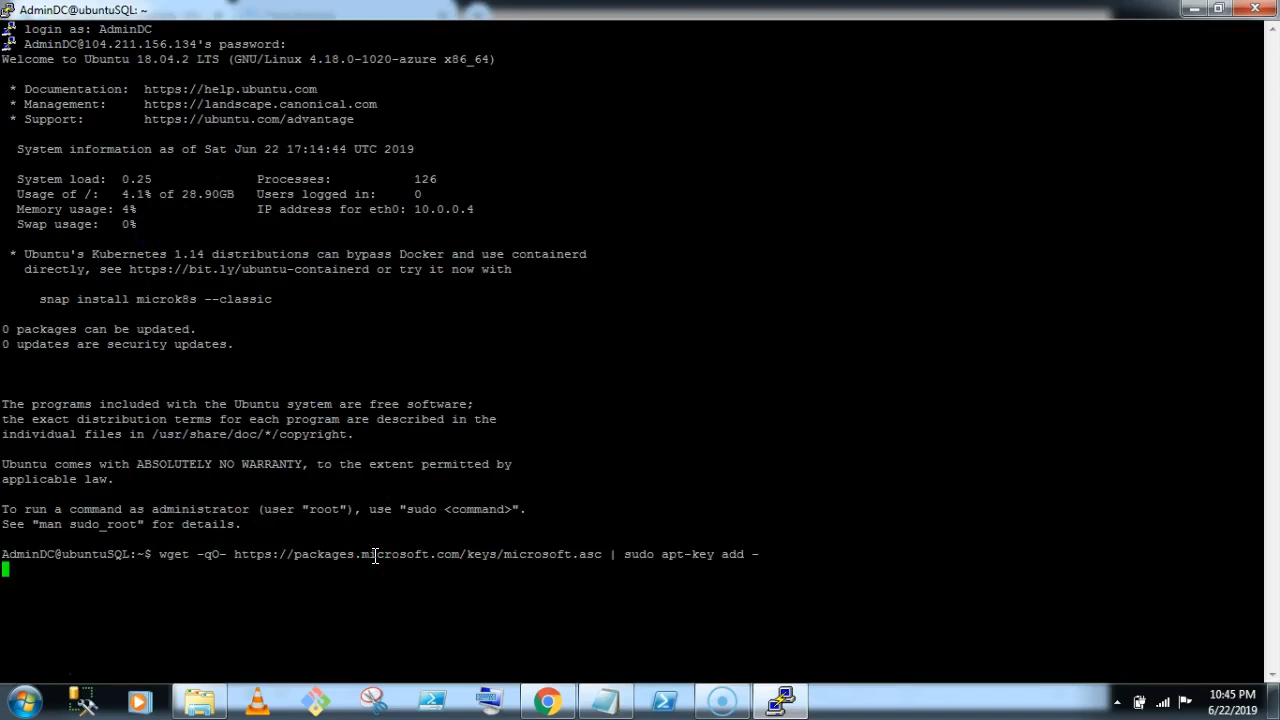 AdminDC@ubuntuSQL: ~
login as: AdminDC
AdminDC@104.211.156.134's password:
Welcome to Ubuntu 18.04.2 LTS (GNU/Linux 4.18.0-1020-azure x86_64)
* Documentation:  https://help.ubuntu.com
* Management:     https://landscape.canonical.com
* Support:        https://ubuntu.com/advantage
System information as of Sat Jun 22 17:14:44 UTC 2019
System load:  0.25              Processes:           126
Usage of /:   4.1% of 28.90GB   Users logged in:     0
Memory usage: 4%                IP address for eth0: 10.0.0.4
Swap usage:   0%
* Ubuntu's Kubernetes 1.14 distributions can bypass Docker and use containerd
directly, see https://bit.ly/ubuntu-containerd or try it now with
snap install microk8s --classic
0 packages can be updated.
0 updates are security updates.
The programs included with the Ubuntu system are free software;
the exact distribution terms for each program are described in the
individual files in /usr/share/doc/*/copyright.
Ubuntu comes with ABSOLUTELY NO WARRANTY, to the extent permitted by
applicable law.
To run a command as administrator (user "root"), use "sudo <command>".
See "man sudo_root" for details.
AdminDC@ubuntuSQL:~$ wget -qO- https://packages.microsoft.com/keys/microsoft.asc | sudo apt-key add -
10:45 PM
6/22/2019